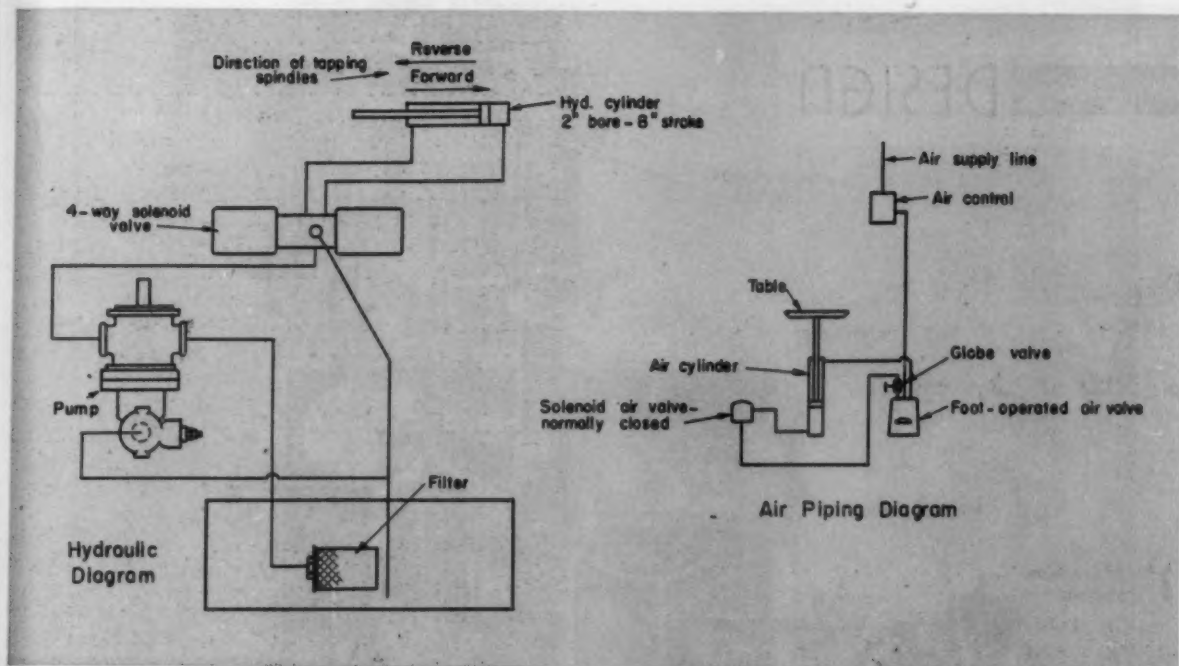 DESIGN
Reverse
Direction of tapping
spindles
Forward
Hyd. cylinder
2" bore - 8" stroke
4-way solenoid
valve
Pump
Filter
Hydraulic
Diagram
Air supply line
Air control
Table
Air cylinder
Globe valve
Solenoid air valve-
normally closed
Foot-operated air valve
Air Piping Diagram